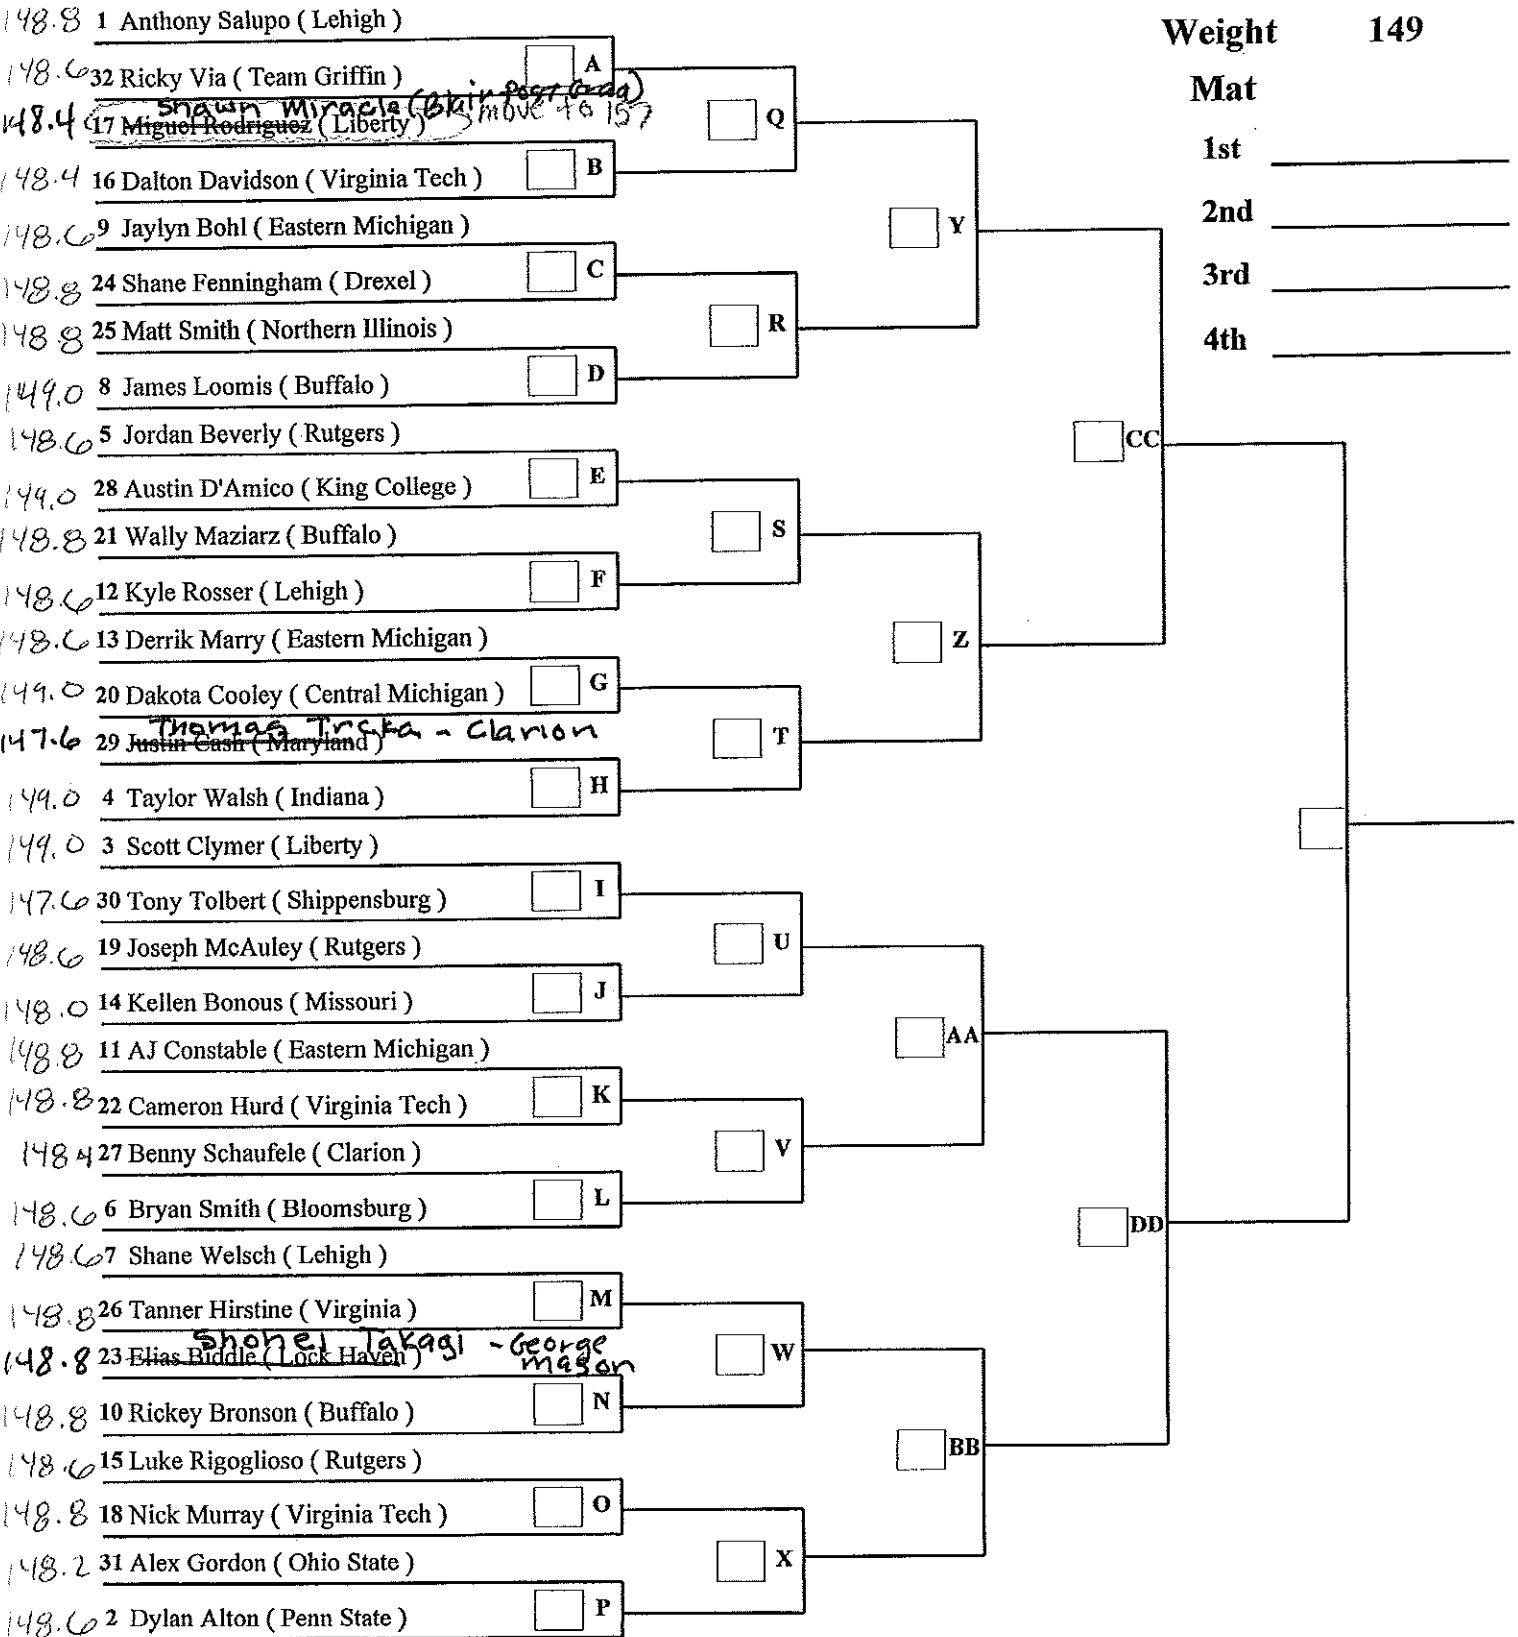 148.8 1 Anthony Salupo ( Lehigh )
Weight 149
A
148.6 32 Ricky Via ( Team Griffin )
Mat
Shawn Miracle (Blair Post Grad)
148.4 17 Miguel Rodriguez ( Liberty ) move to 157
Q
1st
B
148.4 16 Dalton Davidson ( Virginia Tech )
2nd
148.6 9 Jaylyn Bohl ( Eastern Michigan )
Y
C
148.8 24 Shane Fenningham ( Drexel )
3rd
148.8 25 Matt Smith ( Northern Illinois )
R
4th
D
149.0 8 James Loomis ( Buffalo )
148.6 5 Jordan Beverly ( Rutgers )
CC
E
149.0 28 Austin D'Amico ( King College )
148.8 21 Wally Maziarz ( Buffalo )
S
F
148.6 12 Kyle Rosser ( Lehigh )
148.6 13 Derrik Marry ( Eastern Michigan )
Z
G
149.0 20 Dakota Cooley ( Central Michigan )
Thomas Trcka - Clarion
147.6 29 Justin Cash ( Maryland )
T
H
149.0 4 Taylor Walsh ( Indiana )
149.0 3 Scott Clymer ( Liberty )
I
147.6 30 Tony Tolbert ( Shippensburg )
148.6 19 Joseph McAuley ( Rutgers )
U
J
148.0 14 Kellen Bonous ( Missouri )
AA
148.8 11 AJ Constable ( Eastern Michigan )
K
148.8 22 Cameron Hurd ( Virginia Tech )
148.4 27 Benny Schaufele ( Clarion )
V
L
148.6 6 Bryan Smith ( Bloomsburg )
DD
148.6 7 Shane Welsch ( Lehigh )
M
148.8 26 Tanner Hirstine ( Virginia )
Shohei Takagi - George Mason
148.8 23 Elias Biddle ( Lock Haven )
W
N
148.8 10 Rickey Bronson ( Buffalo )
BB
148.6 15 Luke Rigoglioso ( Rutgers )
O
148.8 18 Nick Murray ( Virginia Tech )
148.2 31 Alex Gordon ( Ohio State )
X
P
148.6 2 Dylan Alton ( Penn State )